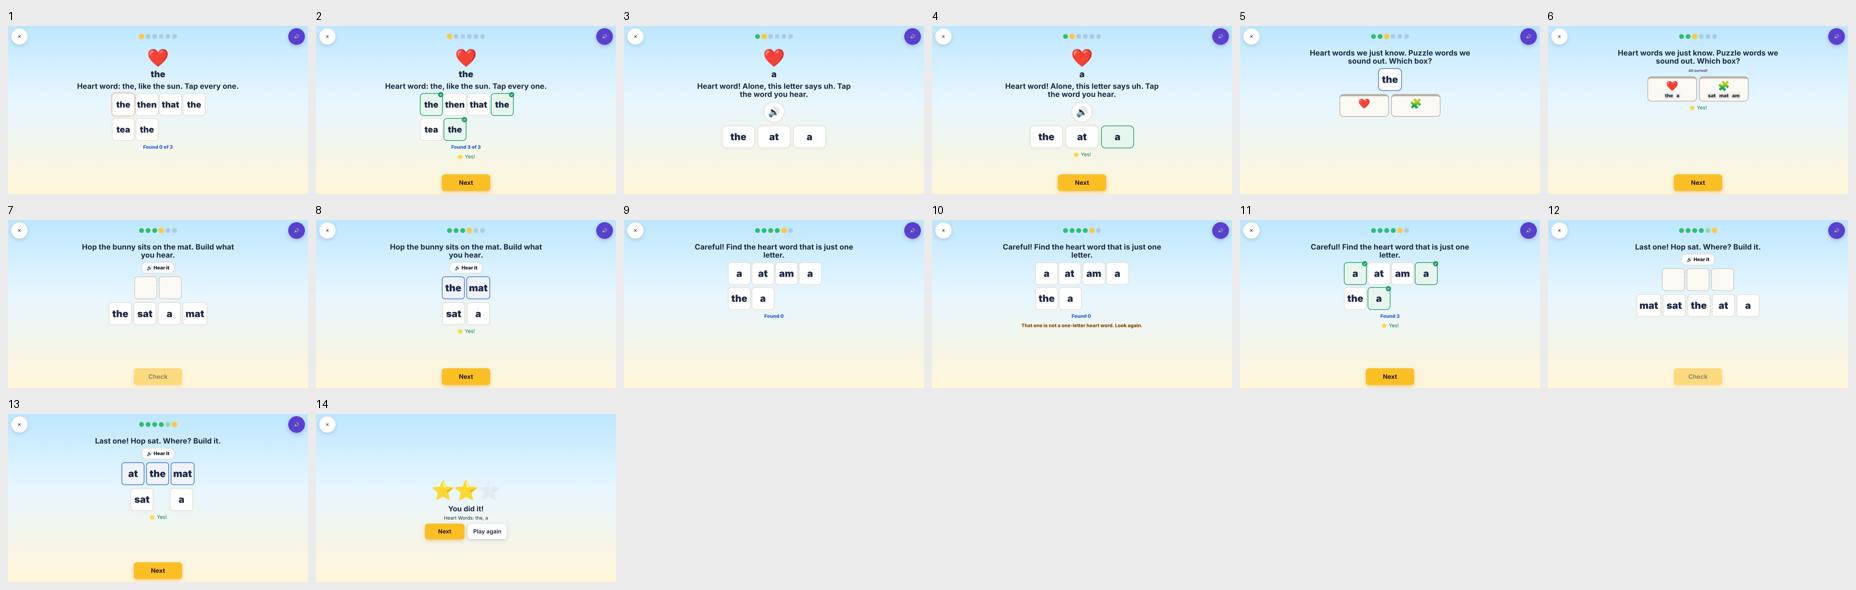 1
the
Heart word: the, like the sun. Tap every one.
the then that the
tea the
Found 0 of 3
2
the
Heart word: the, like the sun. Tap every one.
the then that the
tea the
Found 3 of 3
Yes!
Next
3
a
Heart word! Alone, this letter says uh. Tap
the word you hear.
the at a
4
a
Heart word! Alone, this letter says uh. Tap
the word you hear.
the at a
Yes!
Next
5
Heart words we just know. Puzzle words we
sound out. Which box?
the
6
Heart words we just know. Puzzle words we
sound out. Which box?
All sorted!
the a sat mat am
Yes!
Next
7
Hop the bunny sits on the mat. Build what
you hear.
Hear it
the sat a mat
Check
8
Hop the bunny sits on the mat. Build what
you hear.
Hear it
the mat
sat a
Yes!
Next
9
Careful! Find the heart word that is just one
letter.
a at am a
the a
Found 0
10
Careful! Find the heart word that is just one
letter.
a at am a
the a
Found 0
That one is not a one-letter heart word. Look again.
11
Careful! Find the heart word that is just one
letter.
a at am a
the a
Found 3
Yes!
Next
12
Last one! Hop sat. Where? Build it.
Hear it
mat sat the at a
Check
13
Last one! Hop sat. Where? Build it.
Hear it
at the mat
sat a
Yes!
Next
14
You did it!
Heart Words: the, a
Next Play again